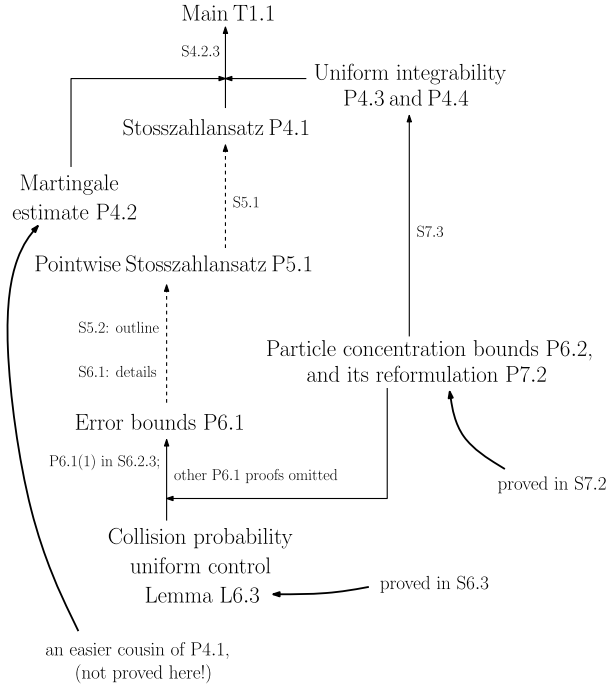 Main T1.1
S4.2.3
Uniform integrability
P4.3 and P4.4
Stosszahlansatz P4.1
Martingale
estimate P4.2
S5.1
S7.3
Pointwise Stosszahlansatz P5.1
S5.2: outline
S6.1: details
Particle concentration bounds P6.2,
and its reformulation P7.2
Error bounds P6.1
P6.1(1) in S6.2.3;
other P6.1 proofs omitted
proved in S7.2
Collision probability
uniform control
Lemma L6.3
proved in S6.3
an easier cousin of P4.1,
(not proved here!)